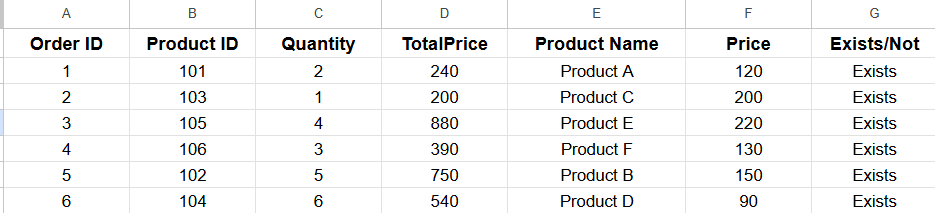 A B C D E F G
Order ID Product ID Quantity TotalPrice Product Name Price Exists/Not
1 101 2 240 Product A 120 Exists
2 103 1 200 Product C 200 Exists
3 105 4 880 Product E 220 Exists
4 106 3 390 Product F 130 Exists
5 102 5 750 Product B 150 Exists
6 104 6 540 Product D 90 Exists